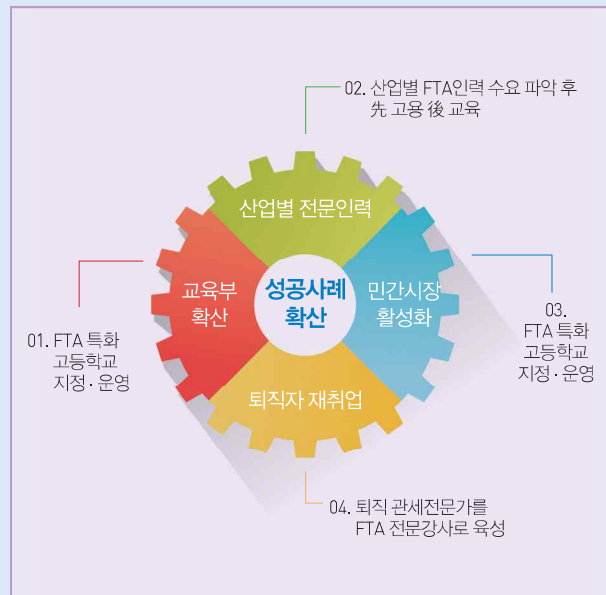 02. 산업별 FTA인력 수요 파악 후
先 고용 後 교육
산업별 전문인력
교육부
확산
성공사례
확산
민간시장
활성화
01. FTA 특화
고등학교
지정·운영
03.
FTA 특화
고등학교
지정·운영
퇴직자 재취업
04. 퇴직 관세전문가를
FTA 전문강사로 육성